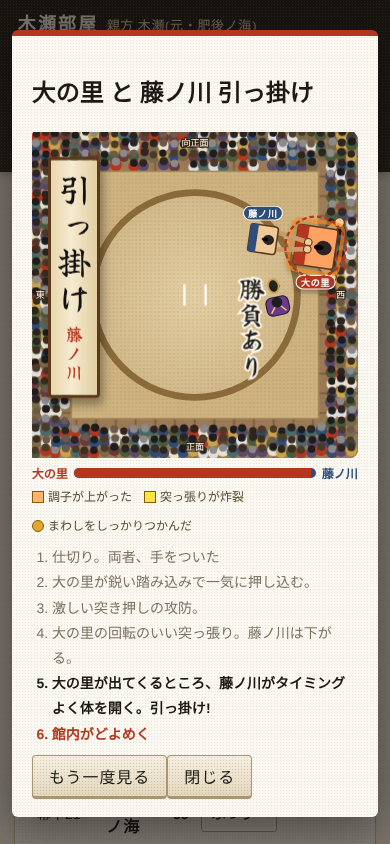 木瀬部屋 親方 木瀬(元・肥後ノ海)
大の里 と 藤ノ川 引っ掛け
向正面
引っ掛け
藤ノ川
藤ノ川
大の里
東
西
勝負あり
正面
大の里
藤ノ川
調子が上がった
突っ張りが炸裂
まわしをしっかりつかんだ
1. 仕切り。両者、手をついた
2. 大の里が鋭い踏み込みで一気に押し込む。
3. 激しい突き押しの攻防。
4. 大の里の回転のいい突っ張り。藤ノ川は下が
る。
5. 大の里が出てくるところ、藤ノ川がタイミング
よく体を開く。引っ掛け!
6. 館内がどよめく
もう一度見る
閉じる
ノ海